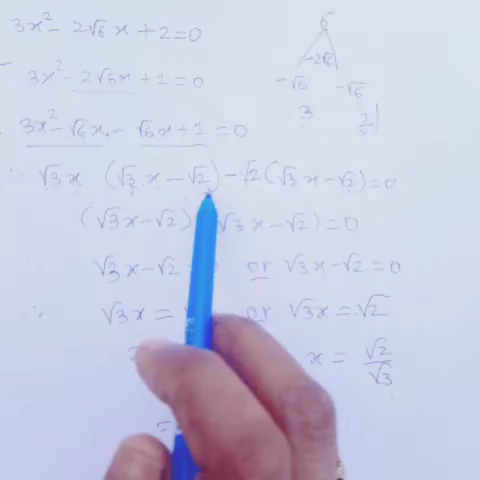 3x² - 2√6 x + 2 = 0
3x² - 2√6x + 2 = 0
3x² - √6x - √6x + 2 = 0
√3x (√3 x - √2) - √2 (√3x - √2) = 0
(√3x - √2) √3x - √2) = 0
√3x - √2 or √3x - √2 = 0
∴ √3x = or √3x = √2
x = √2/√3
=
6
-2√6
-√6 -√6
3